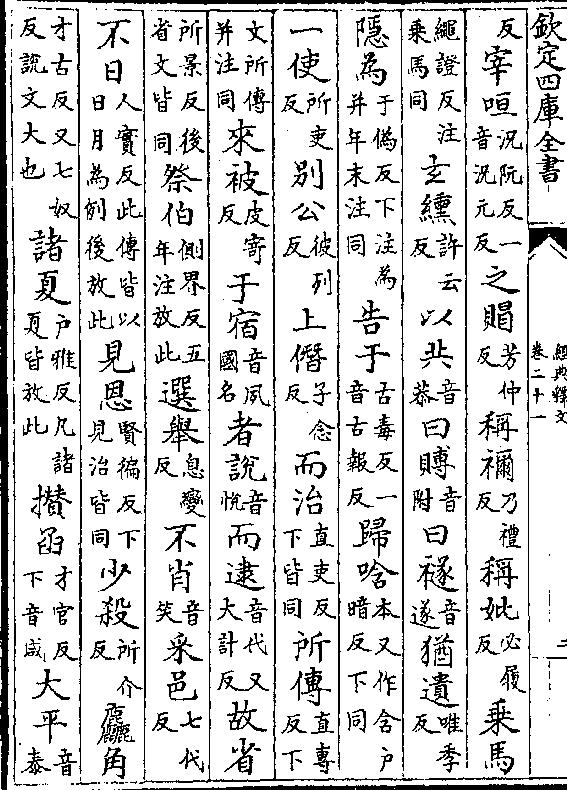 欽定四庫全書
經典釋文
卷二十一
二
反宰咺況阮反一音況元反之賵芳仲反稱禰乃禮反稱妣必履反乗馬
繩證反注乗馬同玄纁許云反以共音恭曰賻音附曰襚音遂猶遺唯季反
隱為于偽反下注為并年末注同告于古毒反一音古報反歸唅本又作含户暗反下同
一使所吏反别公彼列反上僭子念反而治直吏反下皆同所傳直專反下
文所傳并注同來被皮寄反于宿音夙國名者說音悦而逮音代又大計反故省
所景反後省文皆同祭伯側界反五年注放此選舉息變反不肖音笑采邑七代反
不日人實反此傳皆以日月為例後放此見恩賢徧反下見治皆同少殺所介反麤角
才古反又七奴反說文大也諸夏户雅反凡諸夏皆放此攅函才官反下音咸大平音泰